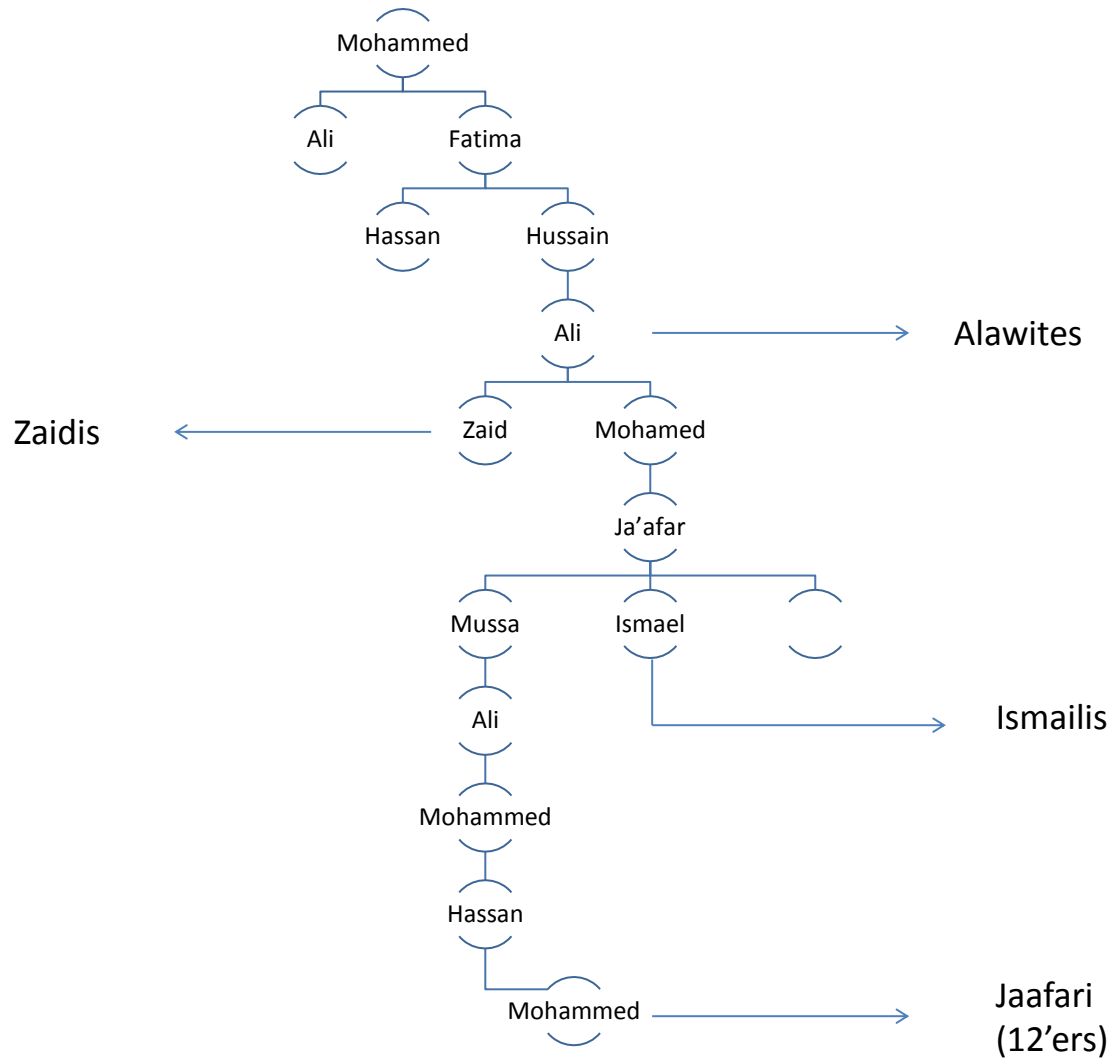 Mohammed
Ali
Fatima
Hassan
Hussain
Ali
Alawites
Zaidis
Zaid
Mohamed
Ja’afar
Mussa
Ismael
Ali
Ismailis
Mohammed
Hassan
Mohammed
Jaafari
(12’ers)